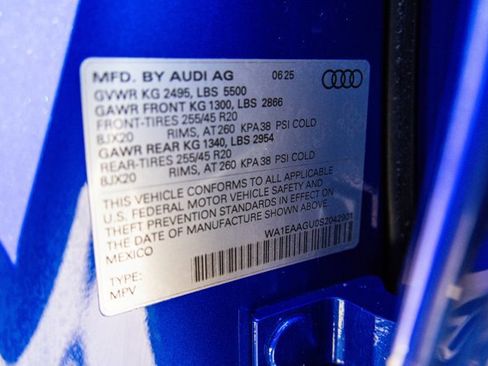 MFD. BY AUDI AG 06 25
GVWR KG 2495, LBS 5500
GAWR FRONT KG 1300, LBS 2866
FRONT-TIRES 255/45 R20
8JX20 RIMS, AT 260 KPA 38 PSI COLD
GAWR REAR KG 1340, LBS 2954
REAR-TIRES 255/45 R20
8JX20 RIMS, AT 260 KPA 38 PSI COLD
THIS VEHICLE CONFORMS TO ALL APPLICABLE
U.S. FEDERAL MOTOR VEHICLE SAFETY AND
THEFT PREVENTION STANDARDS IN EFFECT ON
THE DATE OF MANUFACTURE SHOWN ABOVE.
MEXICO
WA1EAAGU0S2042901
TYPE:
MPV